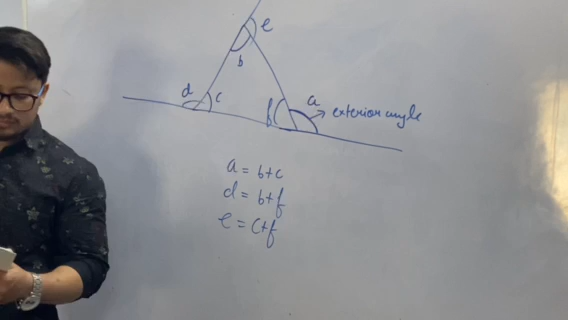 e
b
d c
f a exterior angle
a = b+c
d = b+f
e = c+f